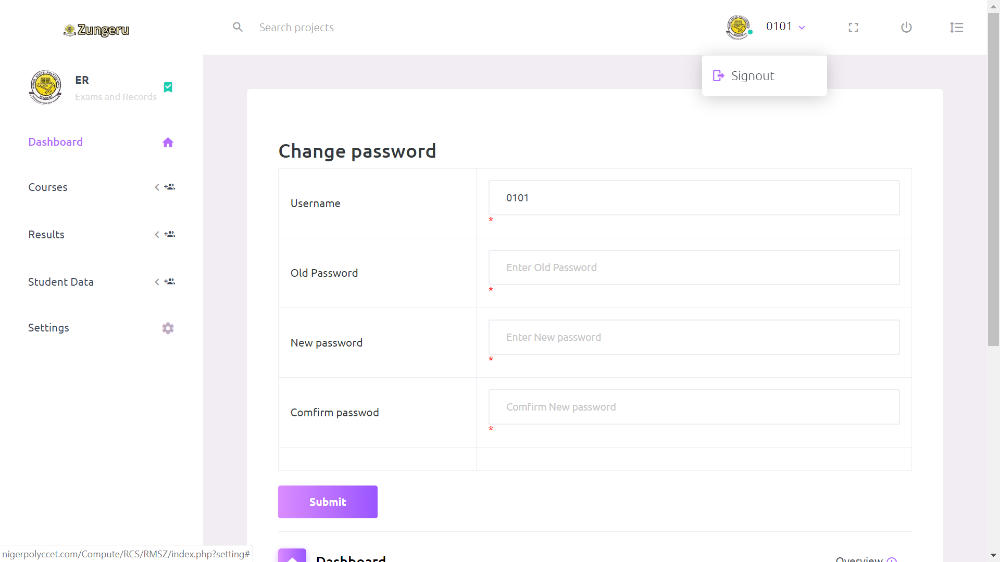 Zungeru
Search projects
0101
Signout
ER
Exams and Records
Dashboard
Courses
Results
Student Data
Settings
Change password
Username
0101
*
Old Password
Enter Old Password
*
New password
Enter New password
*
Comfirm passwod
Comfirm New password
*
Submit
Dashboard
Overview
nigerpolyccet.com/Compute/RCS/RMSZ/index.php?setting#